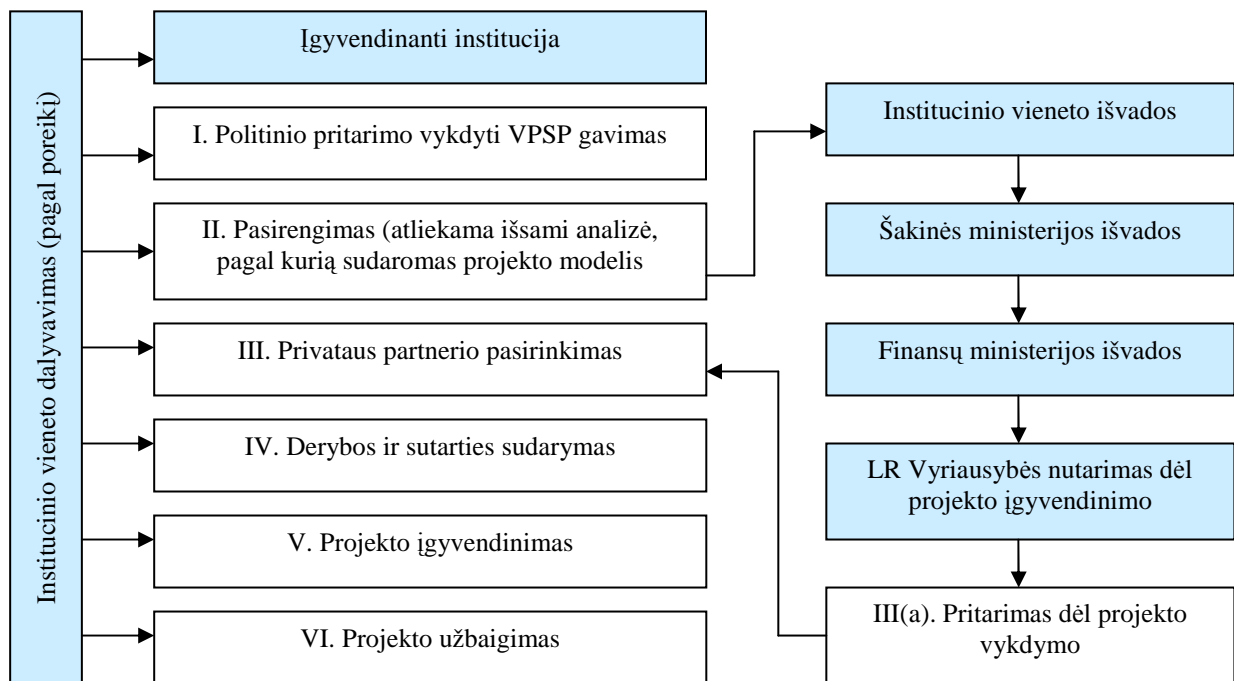 Institucinio vieneto dalyvavimas (pagal poreikį)
Įgyvendinanti institucija
I. Politinio pritarimo vykdyti VPSP gavimas
II. Pasirengimas (atliekama išsami analizė,
pagal kurią sudaromas projekto modelis
III. Privataus partnerio pasirinkimas
IV. Derybos ir sutarties sudarymas
V. Projekto įgyvendinimas
VI. Projekto užbaigimas
Institucinio vieneto išvados
Šakinės ministerijos išvados
Finansų ministerijos išvados
LR Vyriausybės nutarimas dėl
projekto įgyvendinimo
III(a). Pritarimas dėl projekto
vykdymo